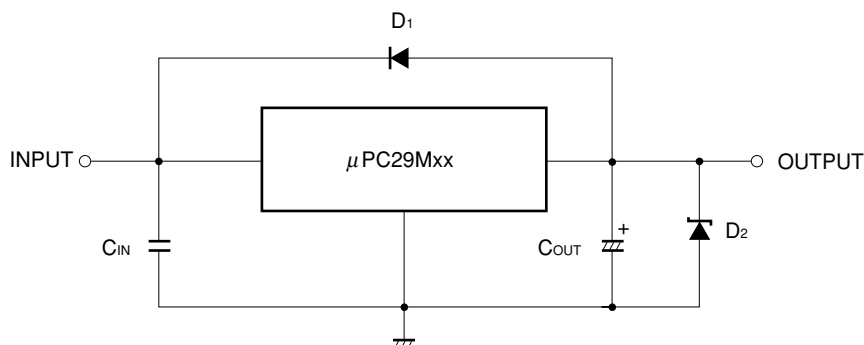 D1
INPUT
μPC29Mxx
OUTPUT
CIN
COUT
+
D2